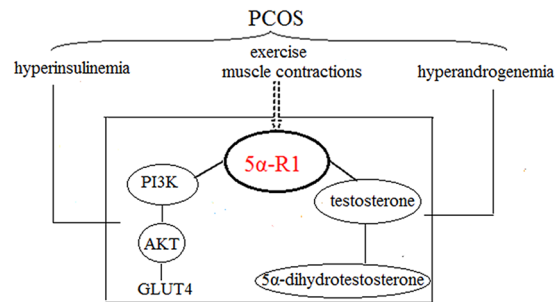 PCOS
hyperinsulinemia
exercise
muscle contractions
hyperandrogenemia
5α-R1
PI3K
testosterone
AKT
GLUT4
5α-dihydrotestosterone